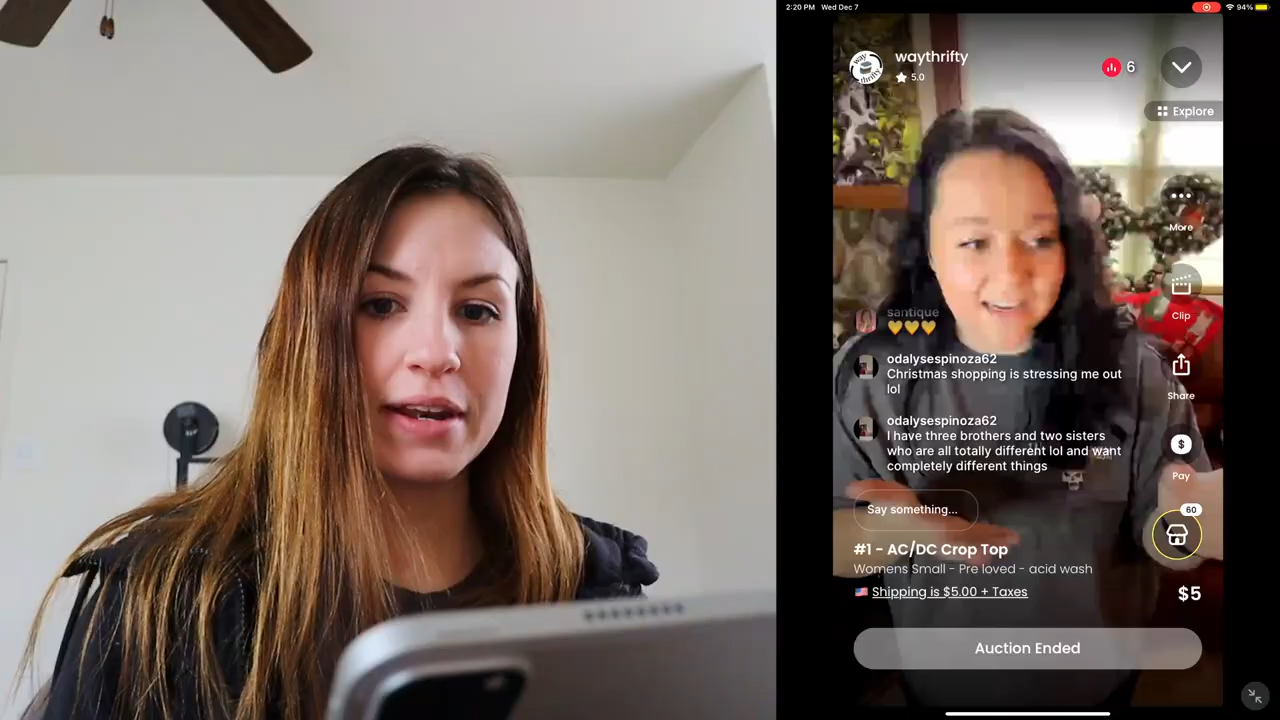 2:20 PM Wed Dec 7
94%
way
thrifty
waythrifty
5.0
6
Explore
More
santique
💛💛💛
Clip
odalysespinoza62
Christmas shopping is stressing me out
lol
Share
odalysespinoza62
I have three brothers and two sisters
who are all totally different lol and want
completely different things
$
Pay
Say something...
60
#1 - AC/DC Crop Top
Womens Small - Pre loved - acid wash
🇺🇸 Shipping is $5.00 + Taxes
$5
Auction Ended